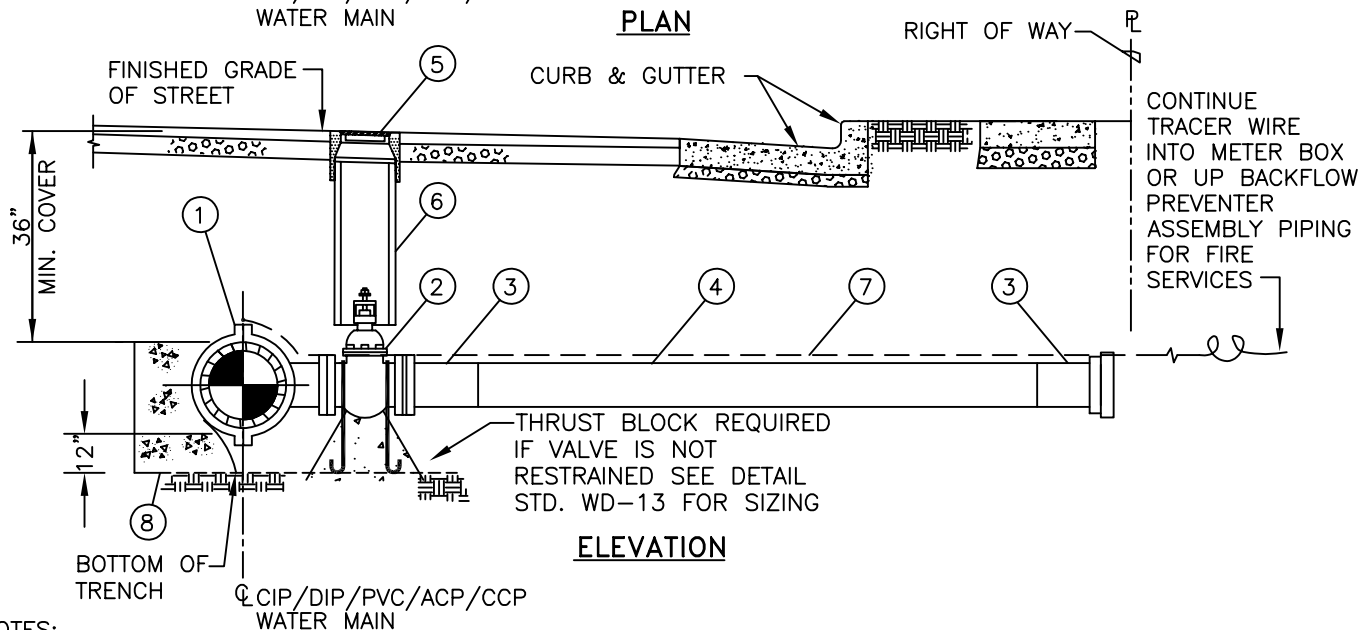 WATER MAIN
PLAN
RIGHT OF WAY
PL
FINISHED GRADE
OF STREET
5
CURB & GUTTER
CONTINUE
TRACER WIRE
INTO METER BOX
OR UP BACKFLOW
PREVENTER
ASSEMBLY PIPING
FOR FIRE
SERVICES
36"
MIN. COVER
1
6
2
3
4
7
3
12"
THRUST BLOCK REQUIRED
IF VALVE IS NOT
RESTRAINED SEE DETAIL
STD. WD-13 FOR SIZING
8
BOTTOM OF
TRENCH
ELEVATION
CL CIP/DIP/PVC/ACP/CCP
WATER MAIN